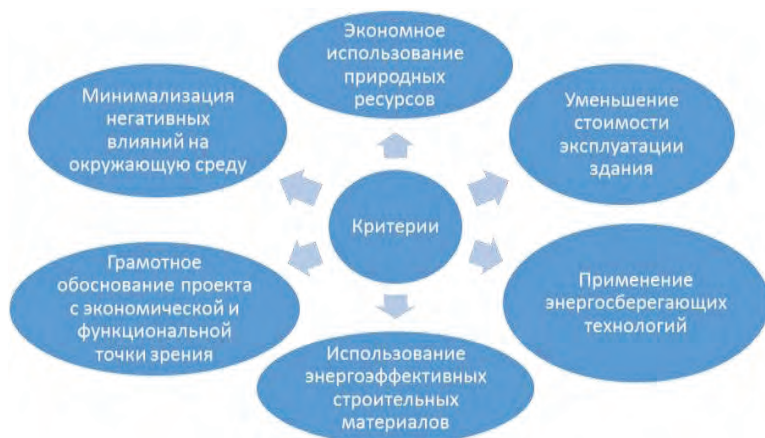 Экономное
использование
природных
ресурсов
Минимализация
негативных
влияний на
окружающую среду
Уменьшение
стоимости
эксплуатации
здания
Критерии
Грамотное
обоснование проекта
с экономической и
функциональной
точки зрения
Применение
энергосберегающих
технологий
Использование
энергоэффективных
строительных
материалов